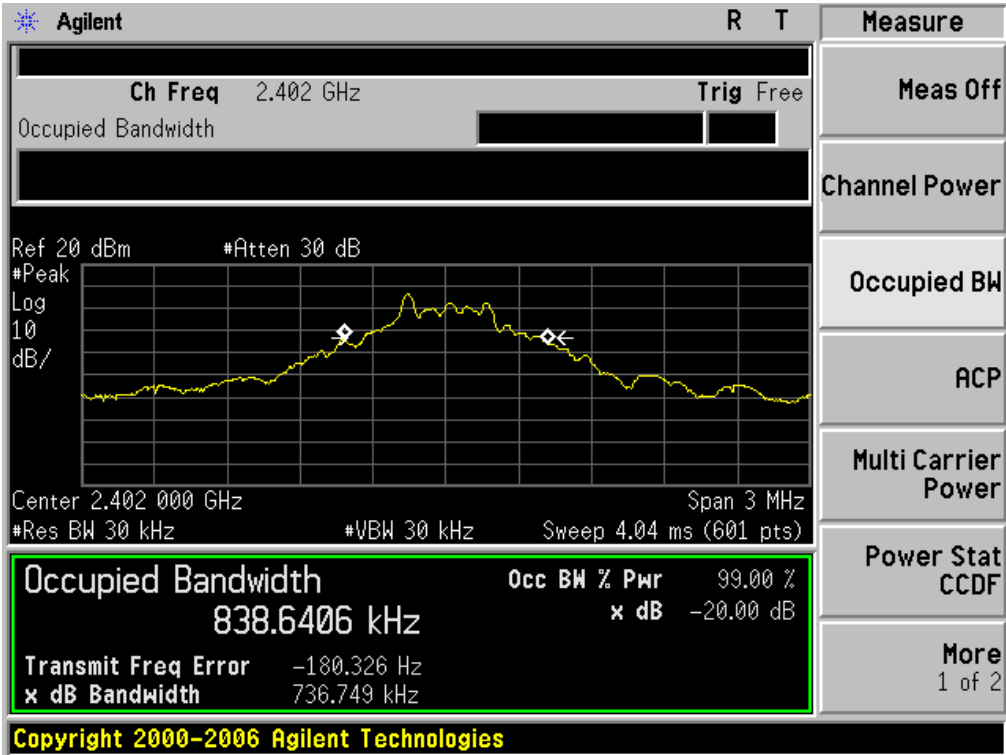 Agilent R T Measure
Ch Freq 2.402 GHz Trig Free
Occupied Bandwidth
Meas Off
Channel Power
Occupied BW
ACP
Multi Carrier
Power
Power Stat
CCDF
More
1 of 2
Ref 20 dBm #Atten 30 dB
#Peak
Log
10
dB/
Center 2.402 000 GHz Span 3 MHz
#Res BW 30 kHz #VBW 30 kHz Sweep 4.04 ms (601 pts)
Occupied Bandwidth Occ BW % Pwr 99.00 %
838.6406 kHz x dB -20.00 dB
Transmit Freq Error -180.326 Hz
x dB Bandwidth 736.749 kHz
Copyright 2000-2006 Agilent Technologies